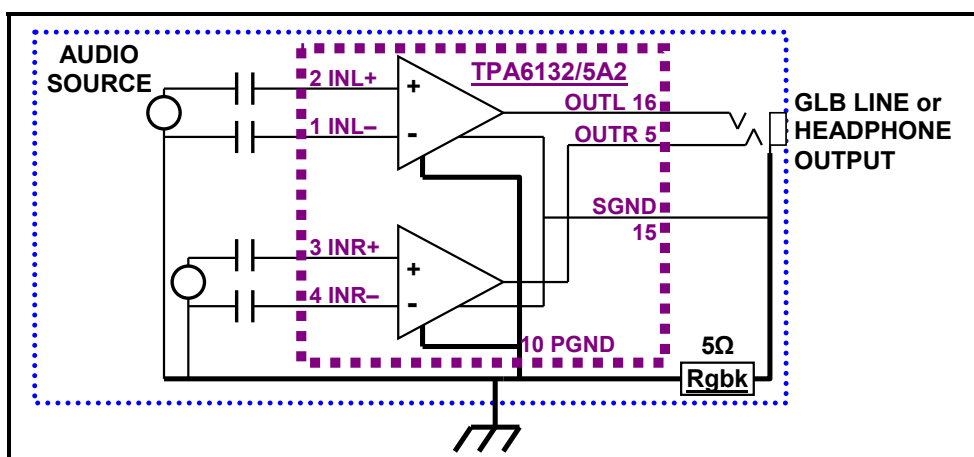 AUDIO
SOURCE
TPA6132/5A2
2 INL+
+
OUTL 16
GLB LINE or
HEADPHONE
OUTPUT
1 INL–
-
OUTR 5
SGND
15
3 INR+
+
4 INR–
-
10 PGND
5Ω
Rgbk